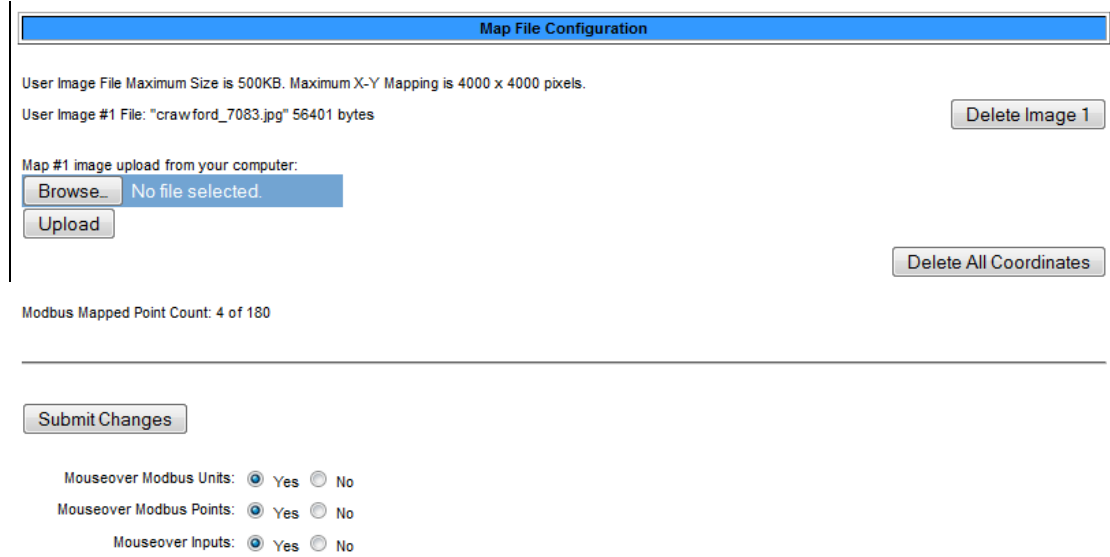 Map File Configuration
User Image File Maximum Size is 500KB. Maximum X-Y Mapping is 4000 x 4000 pixels.
User Image #1 File: "crawford_7083.jpg" 56401 bytes
Delete Image 1
Map #1 image upload from your computer:
Browse... No file selected.
Upload
Delete All Coordinates
Modbus Mapped Point Count: 4 of 180
Submit Changes
Mouseover Modbus Units: Yes No
Mouseover Modbus Points: Yes No
Mouseover Inputs: Yes No